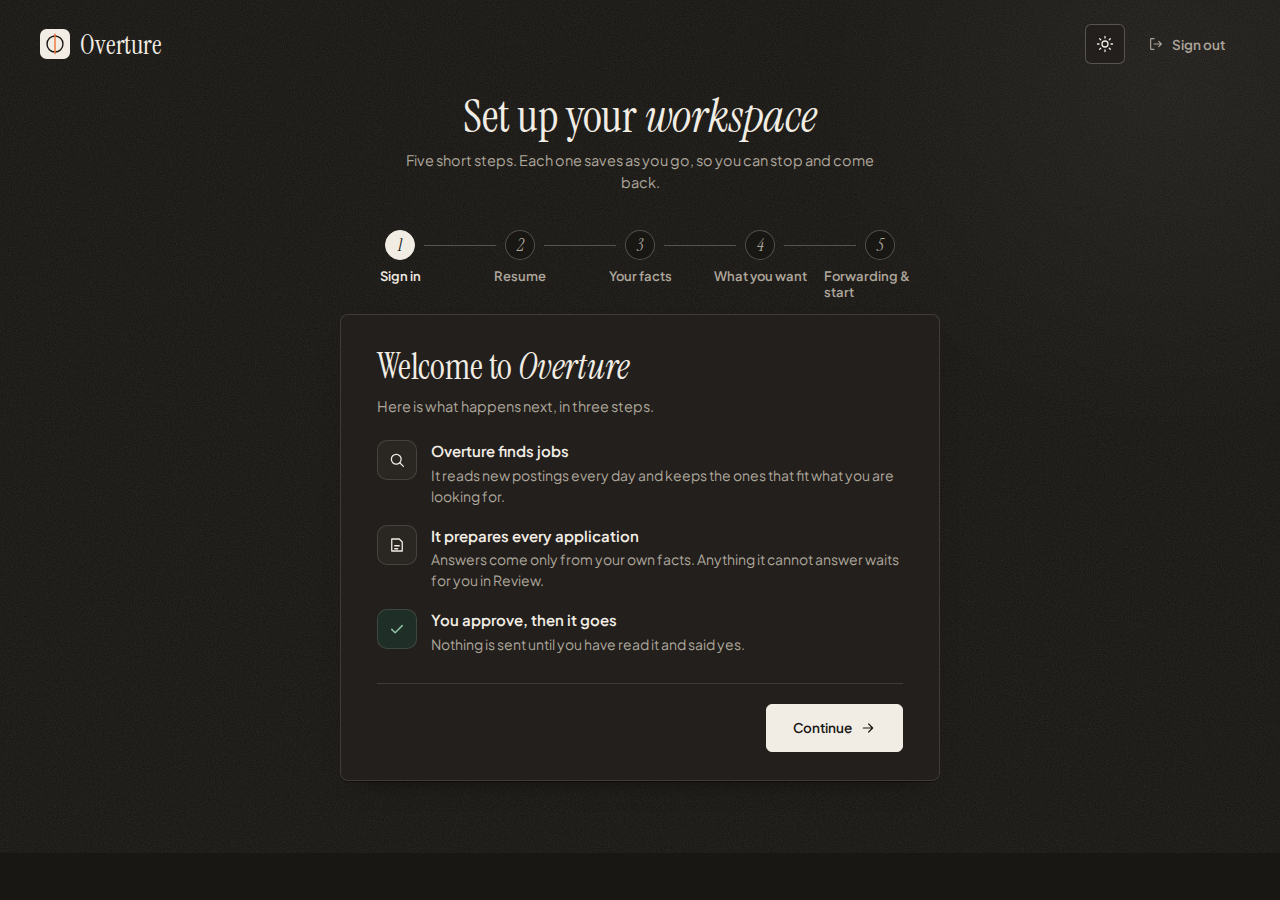 Overture
Sign out
Set up your workspace
Five short steps. Each one saves as you go, so you can stop and come
back.
1 2 3 4 5
Sign in Resume Your facts What you want Forwarding &
start
Welcome to Overture
Here is what happens next, in three steps.
Overture finds jobs
It reads new postings every day and keeps the ones that fit what you are
looking for.
It prepares every application
Answers come only from your own facts. Anything it cannot answer waits
for you in Review.
You approve, then it goes
Nothing is sent until you have read it and said yes.
Continue